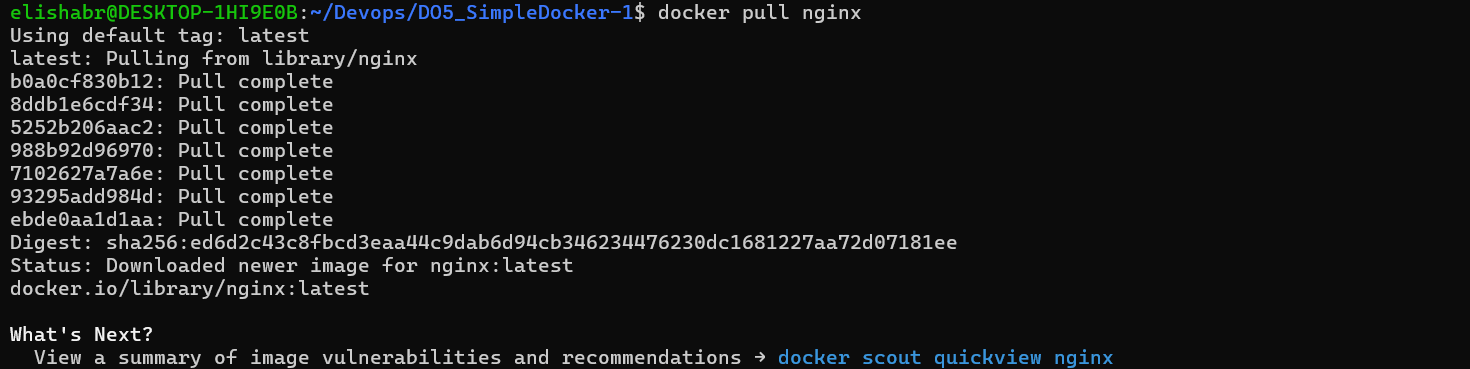 elishabr@DESKTOP-1HI9E0B:~/Devops/DO5_SimpleDocker-1$ docker pull nginx
Using default tag: latest
latest: Pulling from library/nginx
b0a0cf830b12: Pull complete
8ddb1e6cdf34: Pull complete
5252b206aac2: Pull complete
988b92d96970: Pull complete
7102627a7a6e: Pull complete
93295add984d: Pull complete
ebde0aa1d1aa: Pull complete
Digest: sha256:ed6d2c43c8fbcd3eaa44c9dab6d94cb346234476230dc1681227aa72d07181ee
Status: Downloaded newer image for nginx:latest
docker.io/library/nginx:latest
What's Next?
View a summary of image vulnerabilities and recommendations → docker scout quickview nginx